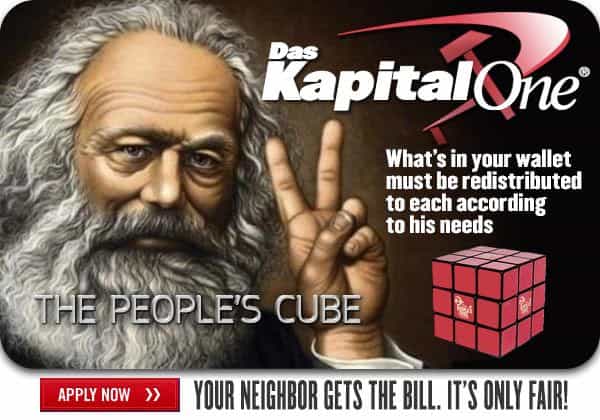 Das
KapitalOne®
What's in your wallet
must be redistributed
to each according
to his needs
THE PEOPLE'S CUBE
APPLY NOW »
YOUR NEIGHBOR GETS THE BILL. IT'S ONLY FAIR!